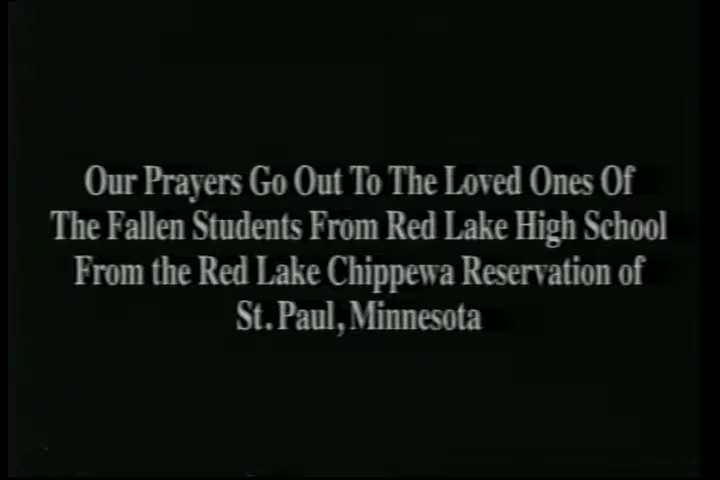 Our Prayers Go Out To The Loved Ones Of
The Fallen Students From Red Lake High School
From the Red Lake Chippewa Reservation of
St. Paul, Minnesota